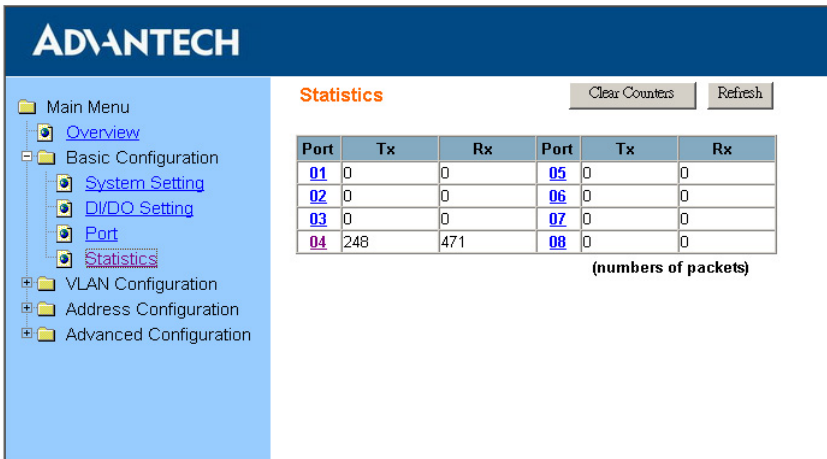 ADVANTECH
Main Menu
Overview
Basic Configuration
System Setting
DI/DO Setting
Port
Statistics
VLAN Configuration
Address Configuration
Advanced Configuration
Statistics
Clear Counters
Refresh
Port Tx Rx Port Tx Rx
01 0 0 05 0 0
02 0 0 06 0 0
03 0 0 07 0 0
04 248 471 08 0 0
(numbers of packets)